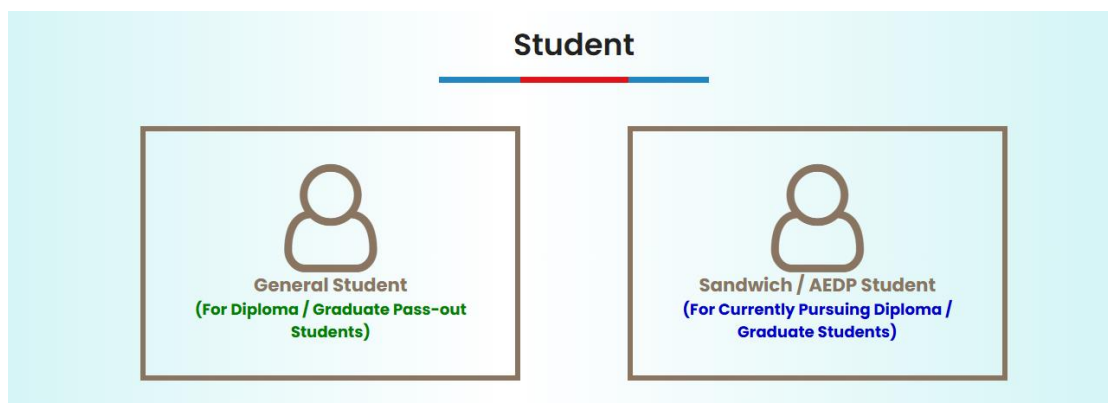 Student
General Student
(For Diploma / Graduate Pass-out
Students)
Sandwich / AEDP Student
(For Currently Pursuing Diploma /
Graduate Students)